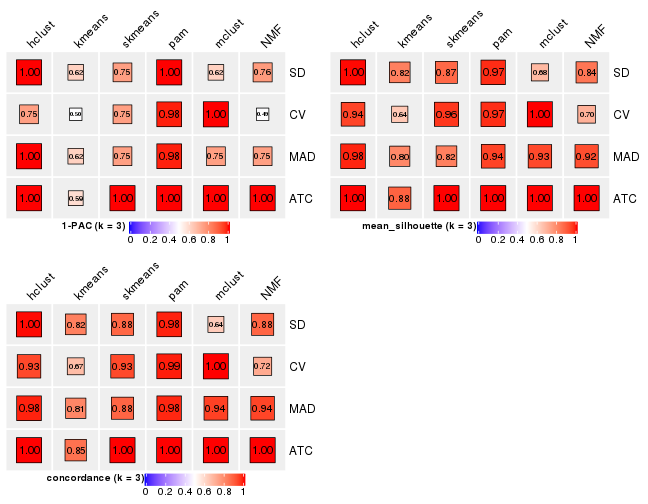 hclust kmeans skmeans pam mclust NMF
1.00 0.62 0.75 1.00 0.62 0.76 SD
0.75 0.50 0.75 0.98 1.00 0.49 CV
1.00 0.62 0.75 0.98 0.75 0.75 MAD
1.00 0.59 1.00 1.00 1.00 1.00 ATC
1-PAC (k = 3)
0 0.2 0.4 0.6 0.8 1
hclust kmeans skmeans pam mclust NMF
1.00 0.82 0.87 0.97 0.68 0.84 SD
0.94 0.64 0.96 0.97 1.00 0.70 CV
0.98 0.80 0.82 0.94 0.93 0.92 MAD
1.00 0.88 1.00 1.00 1.00 1.00 ATC
mean_silhouette (k = 3)
0 0.2 0.4 0.6 0.8 1
hclust kmeans skmeans pam mclust NMF
1.00 0.82 0.88 0.98 0.64 0.88 SD
0.93 0.67 0.93 0.99 1.00 0.72 CV
0.98 0.81 0.88 0.98 0.94 0.94 MAD
1.00 0.85 1.00 1.00 1.00 1.00 ATC
concordance (k = 3)
0 0.2 0.4 0.6 0.8 1